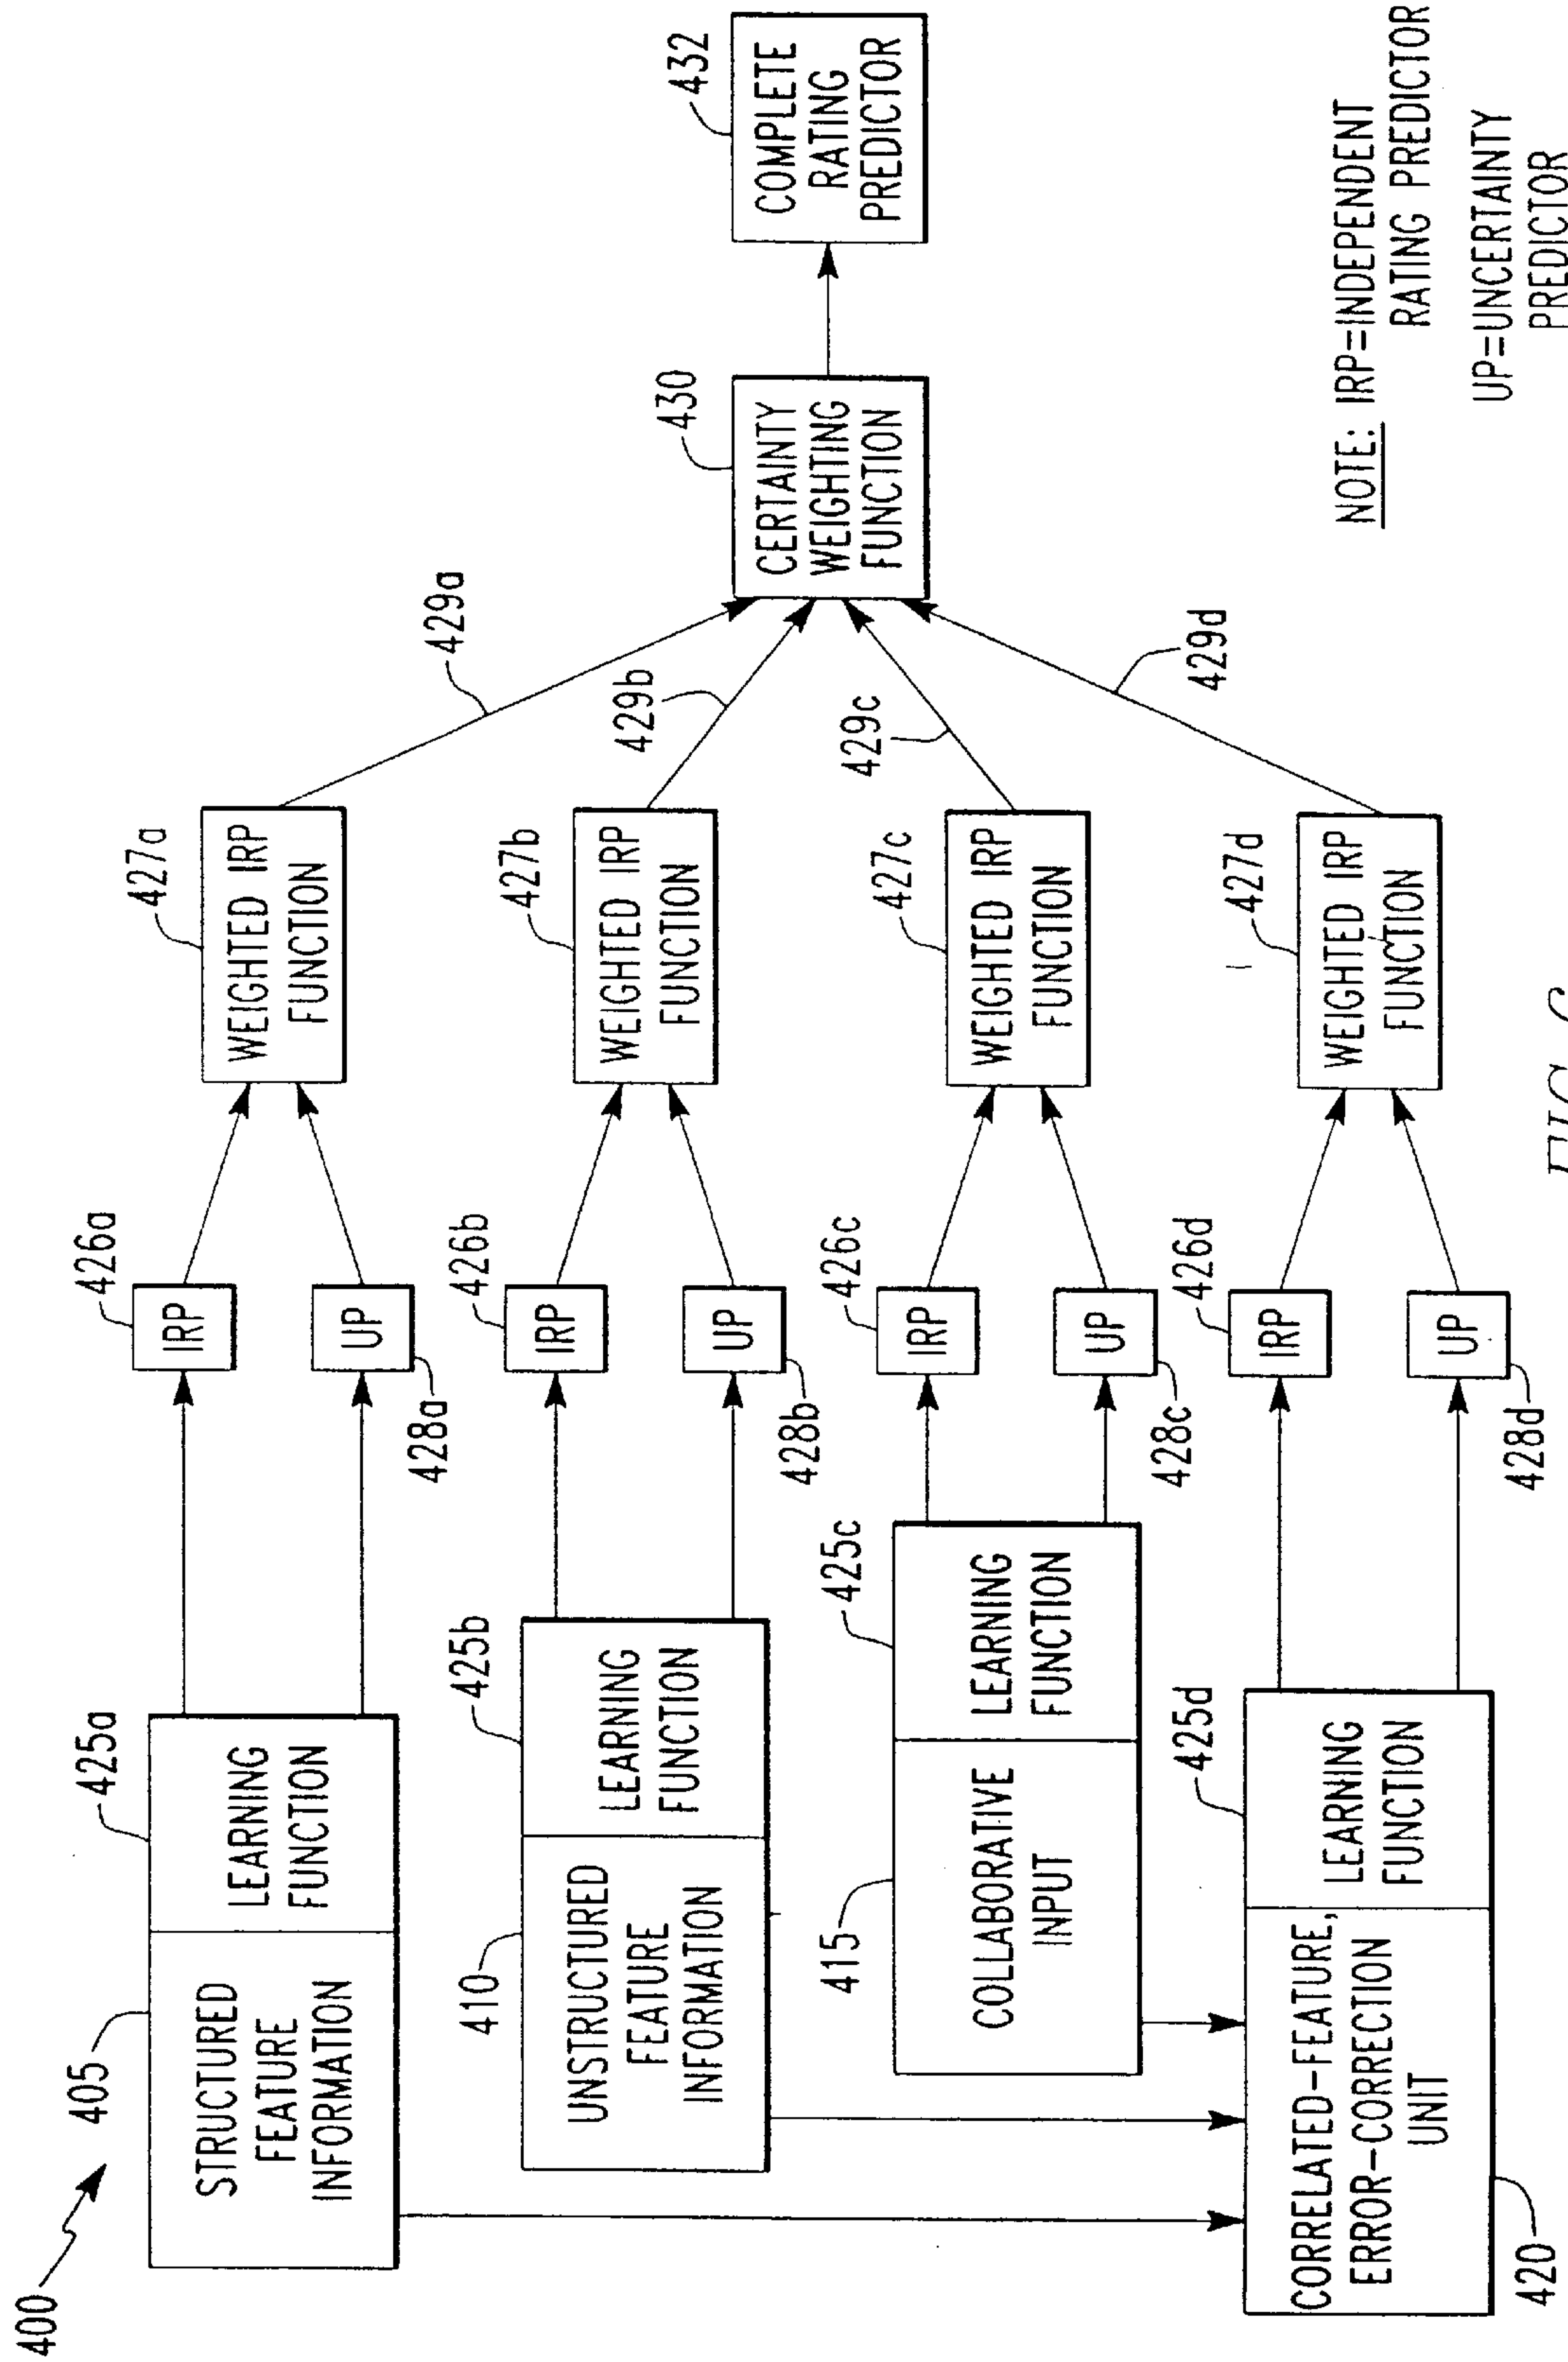 400
405
STRUCTURED
FEATURE
INFORMATION
425a
LEARNING
FUNCTION
426a
IRP
UP
428a
427a
WEIGHTED IRP
FUNCTION
429a
410
UNSTRUCTURED
FEATURE
INFORMATION
425b
LEARNING
FUNCTION
426b
IRP
UP
428b
427b
WEIGHTED IRP
FUNCTION
429b
415
COLLABORATIVE
INPUT
425c
LEARNING
FUNCTION
426c
IRP
UP
428c
427c
WEIGHTED IRP
FUNCTION
429c
420
CORRELATED-FEATURE,
ERROR-CORRECTION
UNIT
425d
LEARNING
FUNCTION
426d
IRP
UP
428d
427d
WEIGHTED IRP
FUNCTION
429d
430
CERTAINTY
WEIGHTING
FUNCTION
432
COMPLETE
RATING
PREDICTOR
NOTE: IRP=INDEPENDENT
RATING PREDICTOR
UP=UNCERTAINTY
PREDICTOR